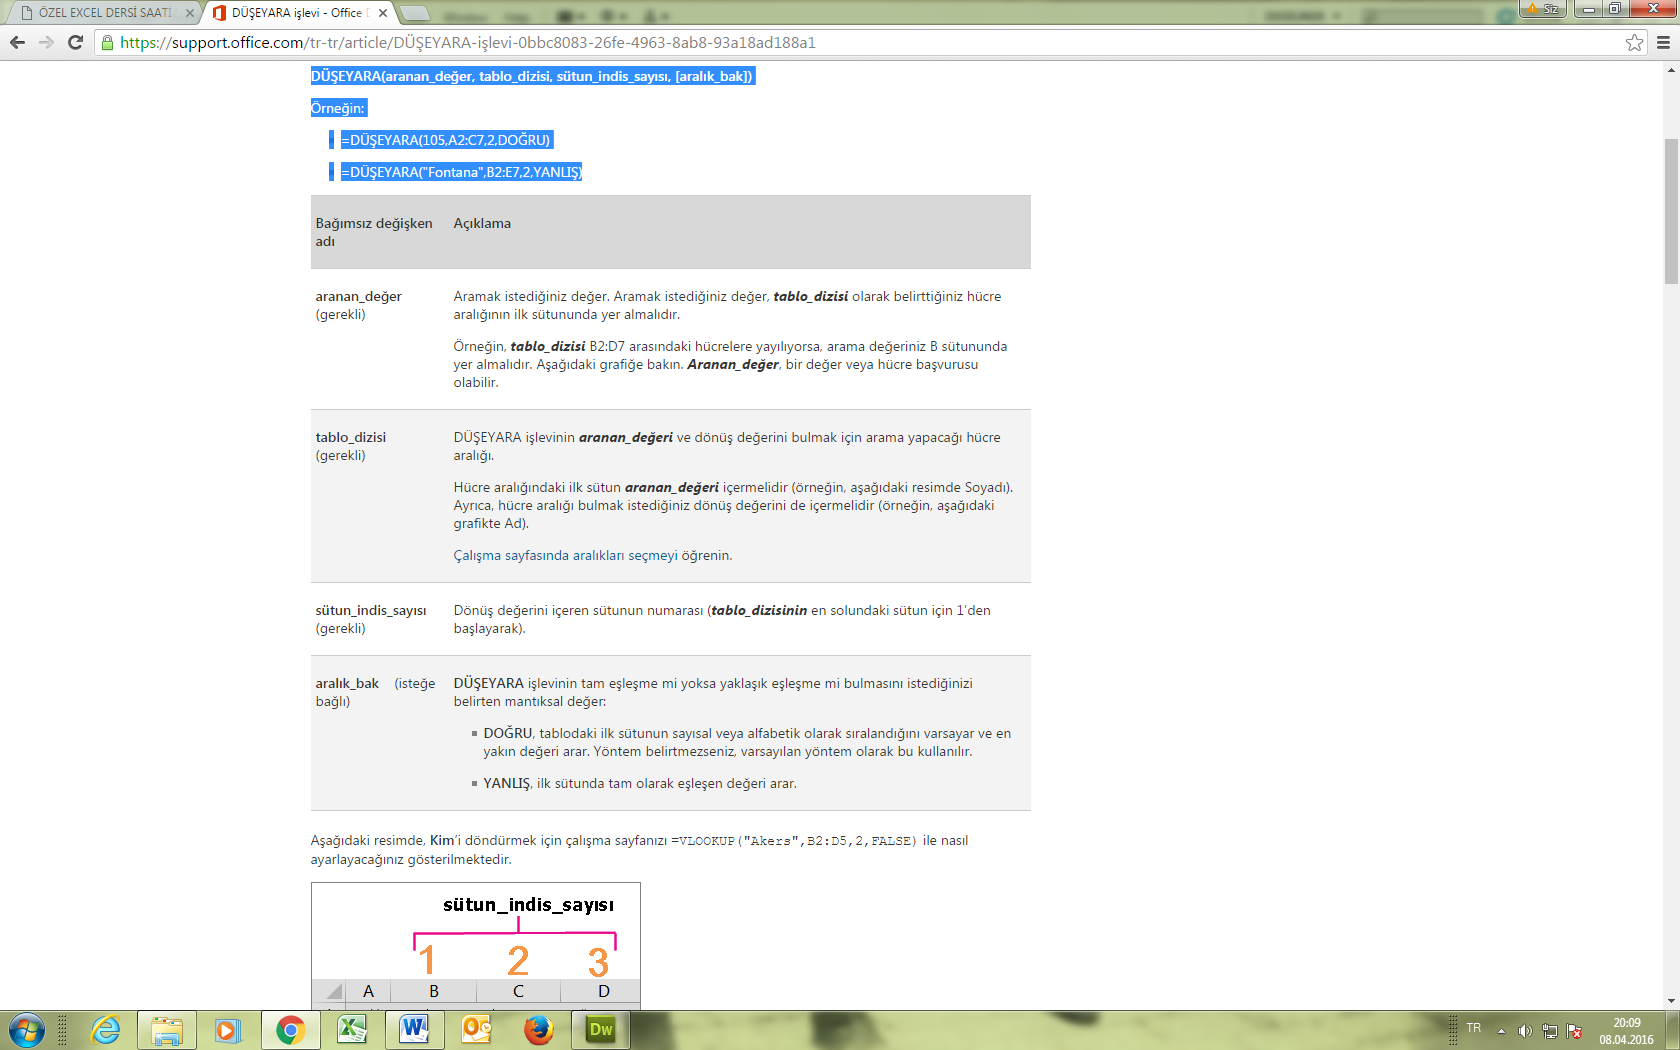 ÖZEL EXCEL DERSİ SAATİ
DÜŞEYARA işlevi - Office D
Siz
https://support.office.com/tr-tr/article/DÜŞEYARA-işlevi-0bbc8083-26fe-4963-8ab8-93a18ad188a1
DÜŞEYARA(aranan_değer, tablo_dizisi, sütun_indis_sayısı, [aralık_bak])
Örneğin:
=DÜŞEYARA(105,A2:C7,2,DOĞRU)
=DÜŞEYARA("Fontana",B2:E7,2,YANLIŞ)
Bağımsız değişken adı
Açıklama
aranan_değer
(gerekli)
Aramak istediğiniz değer. Aramak istediğiniz değer, tablo_dizisi olarak belirttiğiniz hücre
aralığının ilk sütununda yer almalıdır.
Örneğin, tablo_dizisi B2:D7 arasındaki hücrelere yayılıyorsa, arama değeriniz B sütununda
yer almalıdır. Aşağıdaki grafiğe bakın. Aranan_değer, bir değer veya hücre başvurusu
olabilir.
tablo_dizisi
(gerekli)
DÜŞEYARA işlevinin aranan_değeri ve dönüş değerini bulmak için arama yapacağı hücre
aralığı.
Hücre aralığındaki ilk sütun aranan_değeri içermelidir (örneğin, aşağıdaki resimde Soyadı).
Ayrıca, hücre aralığı bulmak istediğiniz dönüş değerini de içermelidir (örneğin, aşağıdaki
grafikte Ad).
Çalışma sayfasında aralıkları seçmeyi öğrenin.
sütun_indis_sayısı
(gerekli)
Dönüş değerini içeren sütunun numarası (tablo_dizisinin en solundaki sütun için 1'den
başlayarak).
aralık_bak (isteğe
bağlı)
DÜŞEYARA işlevinin tam eşleşme mi yoksa yaklaşık eşleşme mi bulmasını istediğinizi
belirten mantıksal değer:
DOĞRU, tablodaki ilk sütunun sayısal veya alfabetik olarak sıralandığını varsayar ve en
yakın değeri arar. Yöntem belirtmezseniz, varsayılan yöntem olarak bu kullanılır.
YANLIŞ, ilk sütunda tam olarak eşleşen değeri arar.
Aşağıdaki resimde, Kim'i döndürmek için çalışma sayfanızı =VLOOKUP("Akers",B2:D5,2,FALSE) ile nasıl
ayarlayacağınız gösterilmektedir.
sütun_indis_sayısı
1 2 3
A B C D
Dw
TR
20:09
08.04.2016